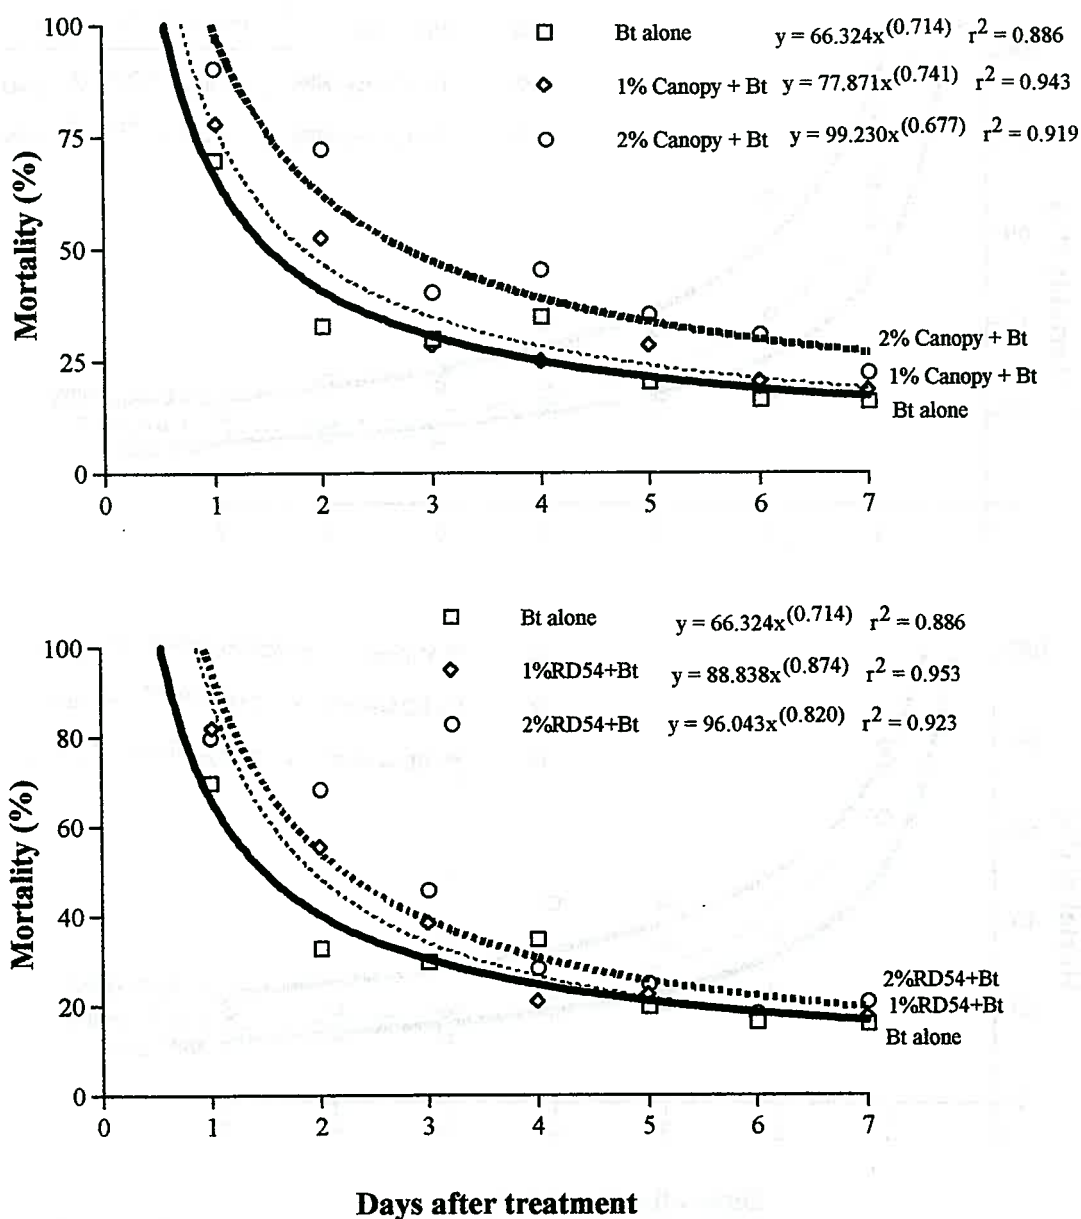 100
75
50
25
0
Mortality (%)
Bt alone y = 66.324x(0.714) r2 = 0.886
1% Canopy + Bt y = 77.871x(0.741) r2 = 0.943
2% Canopy + Bt y = 99.230x(0.677) r2 = 0.919
2% Canopy + Bt
1% Canopy + Bt
Bt alone
0 1 2 3 4 5 6 7
100
80
60
40
20
0
Mortality (%)
Bt alone y = 66.324x(0.714) r2 = 0.886
1%RD54+Bt y = 88.838x(0.874) r2 = 0.953
2%RD54+Bt y = 96.043x(0.820) r2 = 0.923
2%RD54+Bt
1%RD54+Bt
Bt alone
0 1 2 3 4 5 6 7
Days after treatment